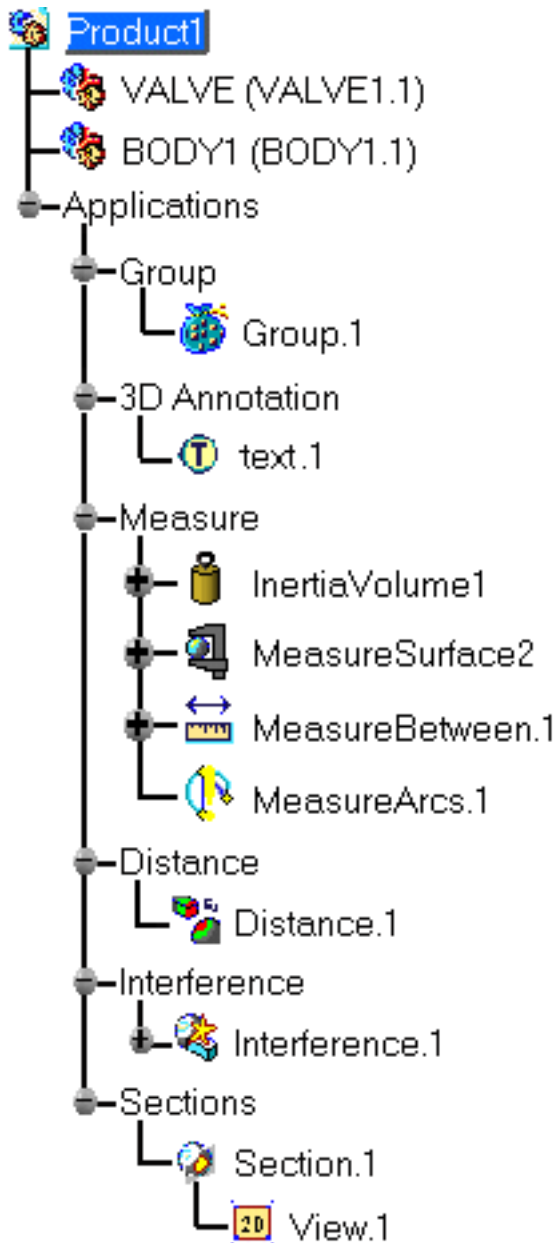 Product1
VALVE (VALVE1.1)
BODY1 (BODY1.1)
Applications
Group
Group.1
3D Annotation
T text.1
Measure
InertiaVolume1
MeasureSurface2
MeasureBetween.1
MeasureArcs.1
Distance
Distance.1
Interference
Interference.1
Sections
Section.1
2D View.1